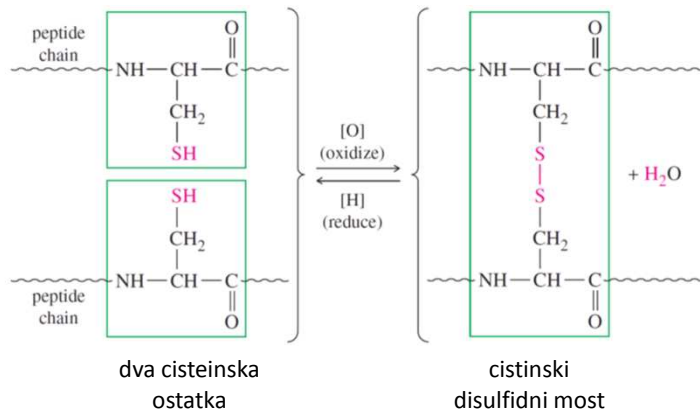 peptide
chain
O
NH—CH—C
CH₂
SH
SH
CH₂
NH—CH—C
O
peptide
chain
[O]
(oxidize)
[H]
(reduce)
O
NH—CH—C
CH₂
S
S
CH₂
NH—CH—C
O
+ H₂O
dva cisteinska
ostatka
cistinski
disulfidni most